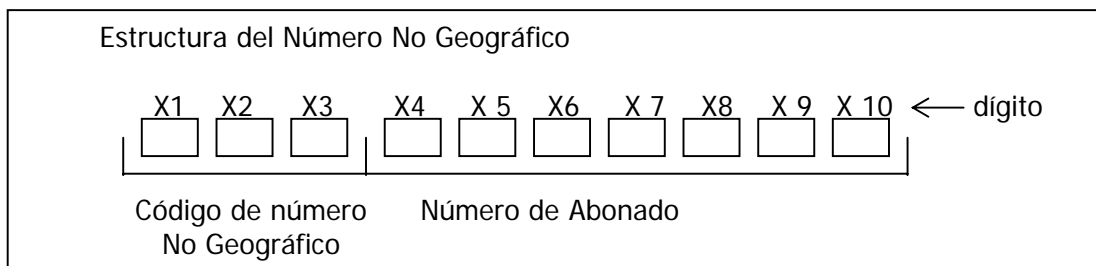 Estructura del Número No Geográfico
X1 X2 X3 X4 X 5 X6 X 7 X8 X 9 X 10 dígito
Código de número Número de Abonado
No Geográfico